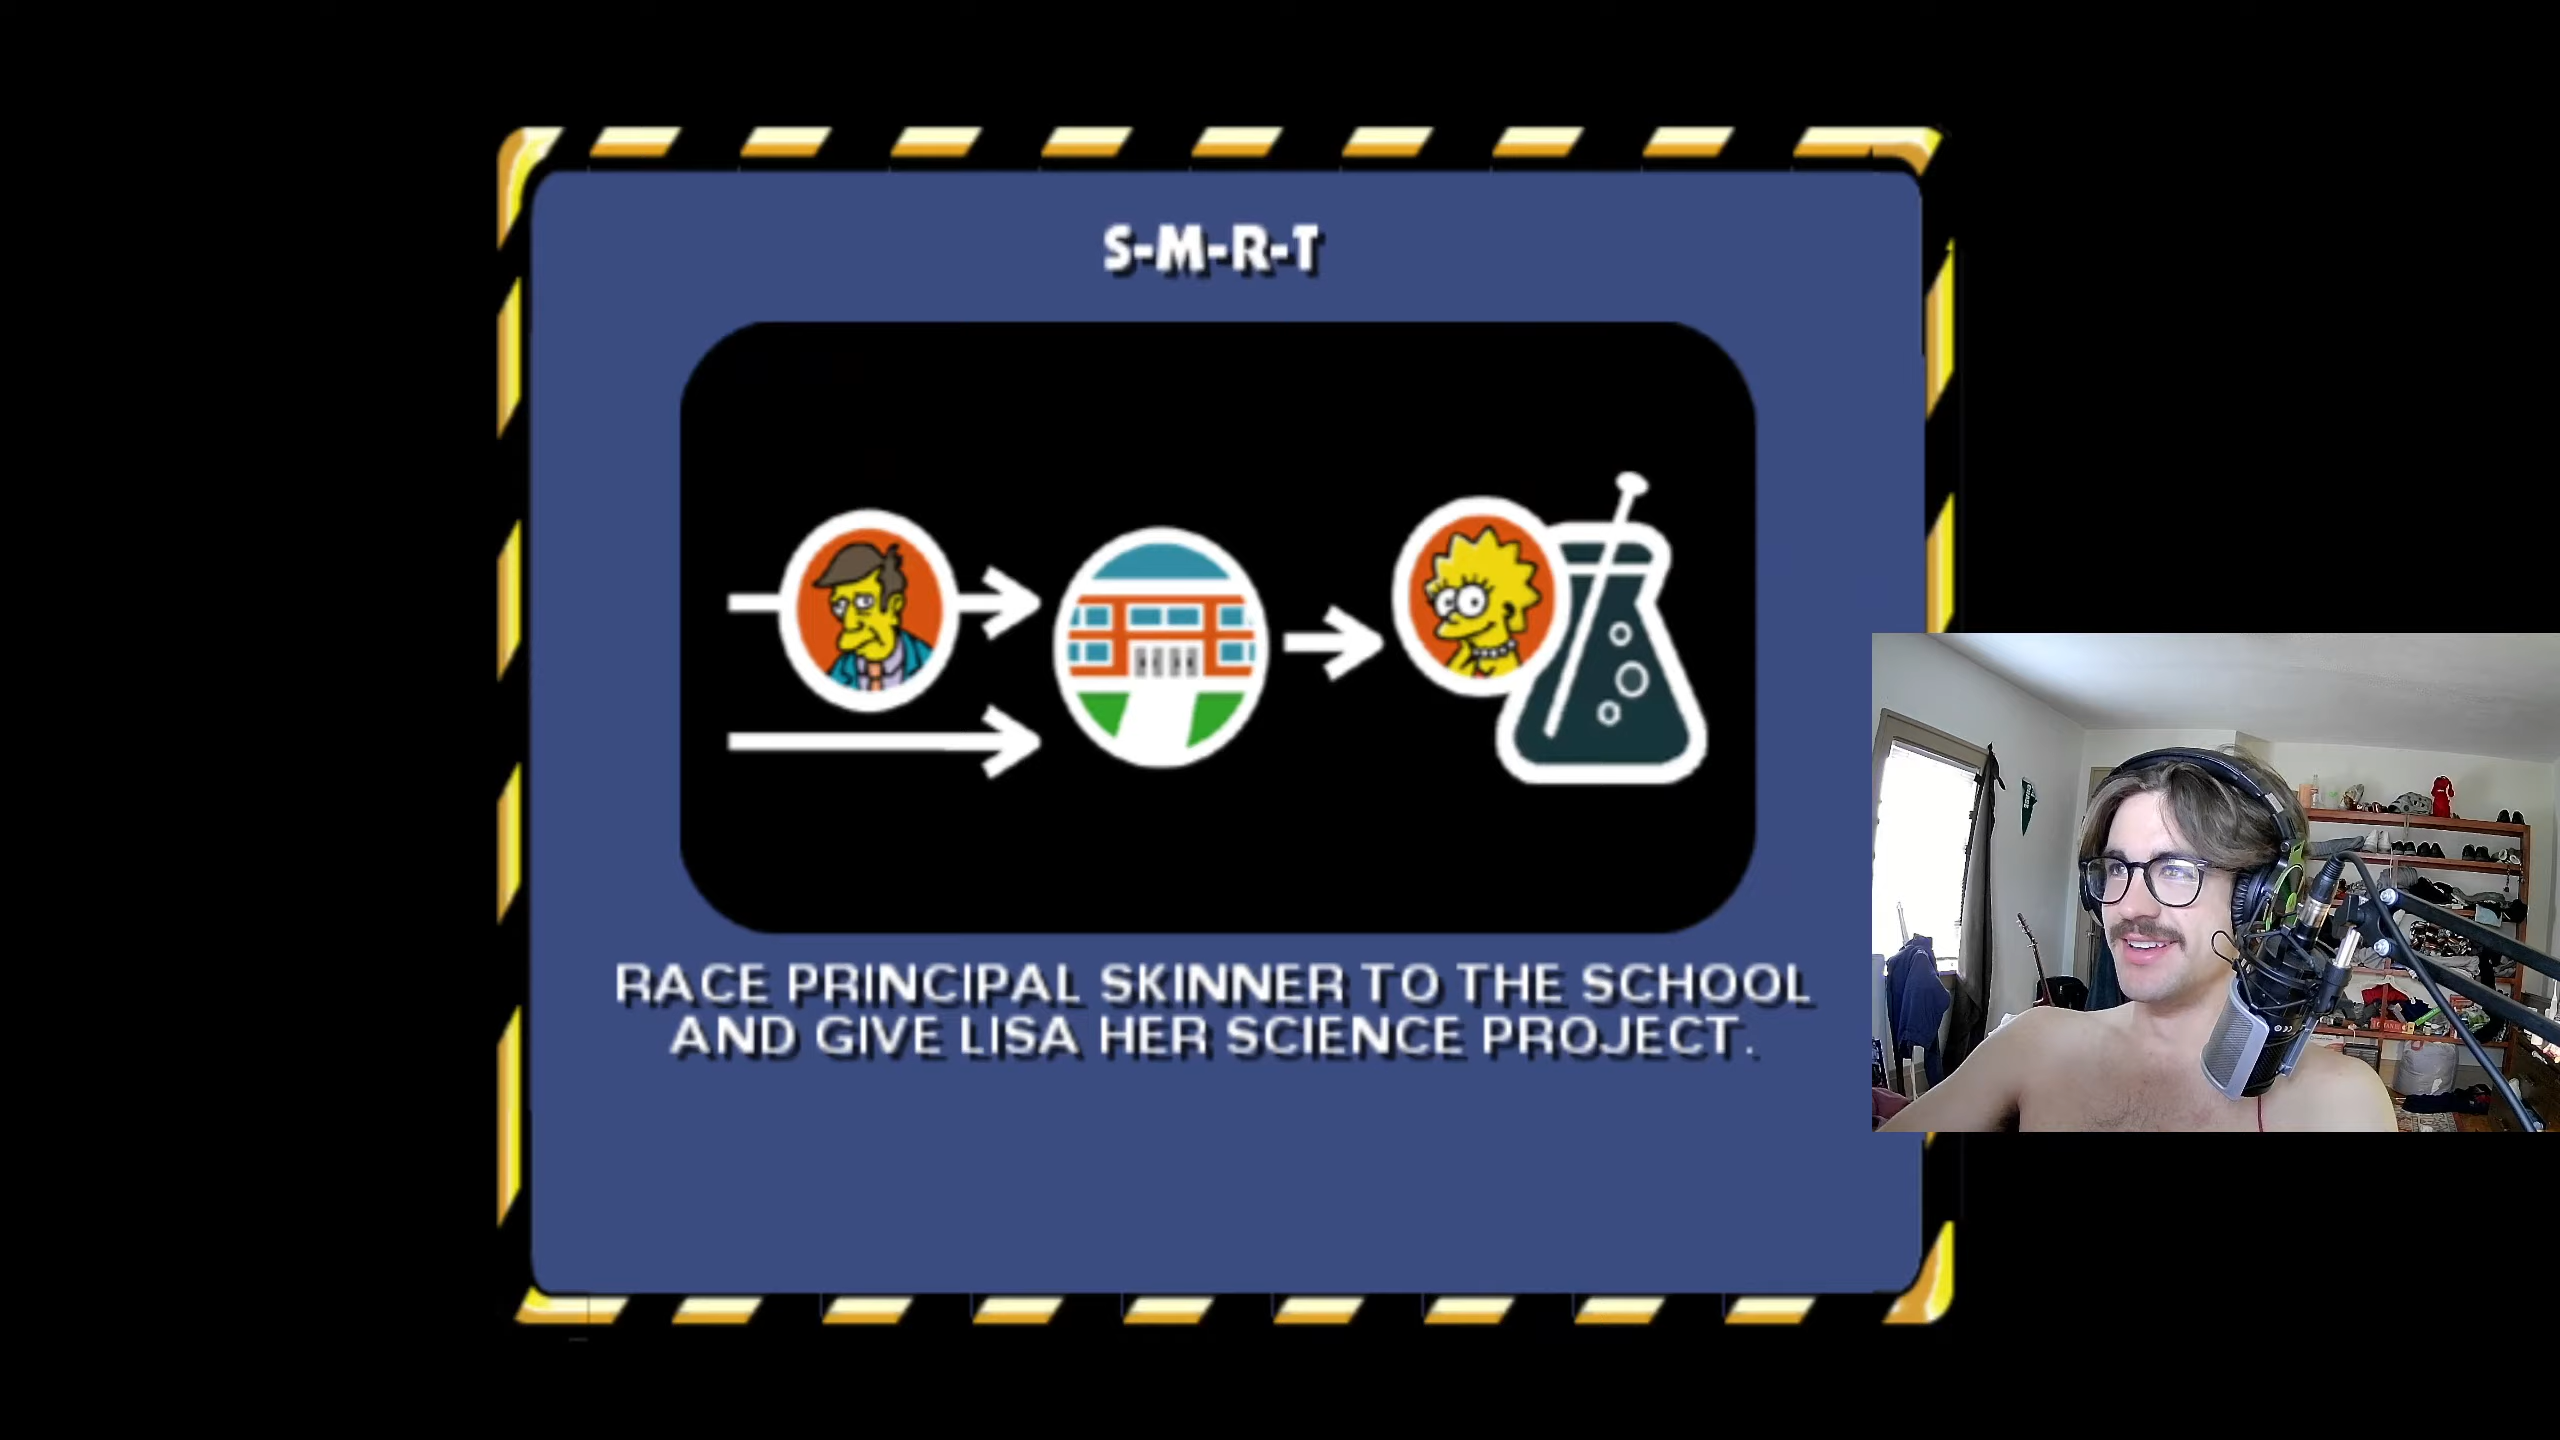 S-M-R-T
RACE PRINCIPAL SKINNER TO THE SCHOOL
AND GIVE LISA HER SCIENCE PROJECT.